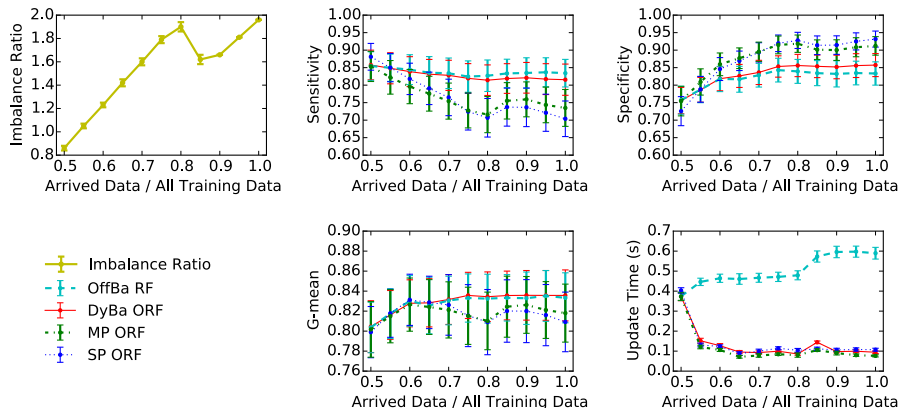 Imbalance Ratio
2.0
1.8
1.6
1.4
1.2
1.0
0.8
0.5 0.6 0.7 0.8 0.9 1.0
Arrived Data / All Training Data
Sensitivity
1.00
0.95
0.90
0.85
0.80
0.75
0.70
0.65
0.60
0.5 0.6 0.7 0.8 0.9 1.0
Arrived Data / All Training Data
Specificity
1.00
0.95
0.90
0.85
0.80
0.75
0.70
0.65
0.60
0.5 0.6 0.7 0.8 0.9 1.0
Arrived Data / All Training Data
Imbalance Ratio
OffBa RF
DyBa ORF
MP ORF
SP ORF
G-mean
0.90
0.88
0.86
0.84
0.82
0.80
0.78
0.76
0.5 0.6 0.7 0.8 0.9 1.0
Arrived Data / All Training Data
Update Time (s)
0.7
0.6
0.5
0.4
0.3
0.2
0.1
0.0
0.5 0.6 0.7 0.8 0.9 1.0
Arrived Data / All Training Data